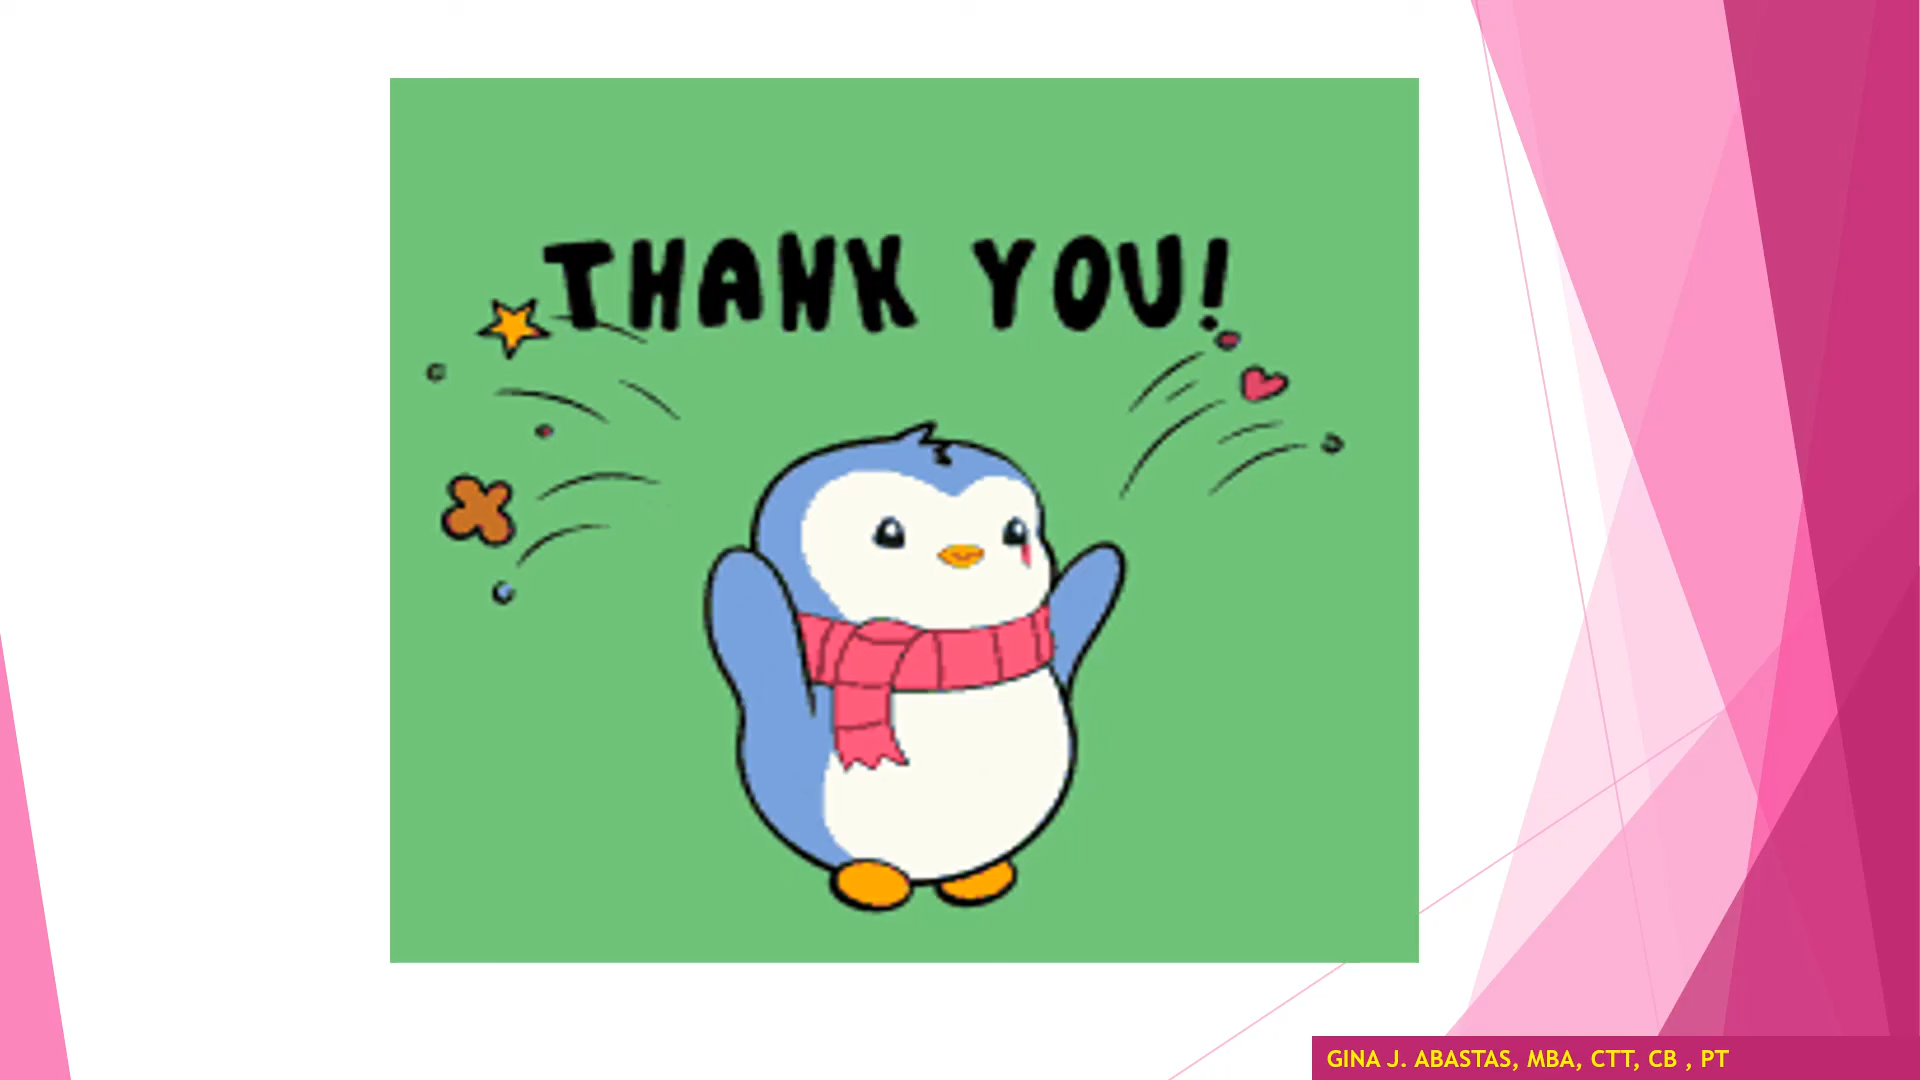 THANK YOU!
GINA J. ABASTAS, MBA, CTT, CB , PT